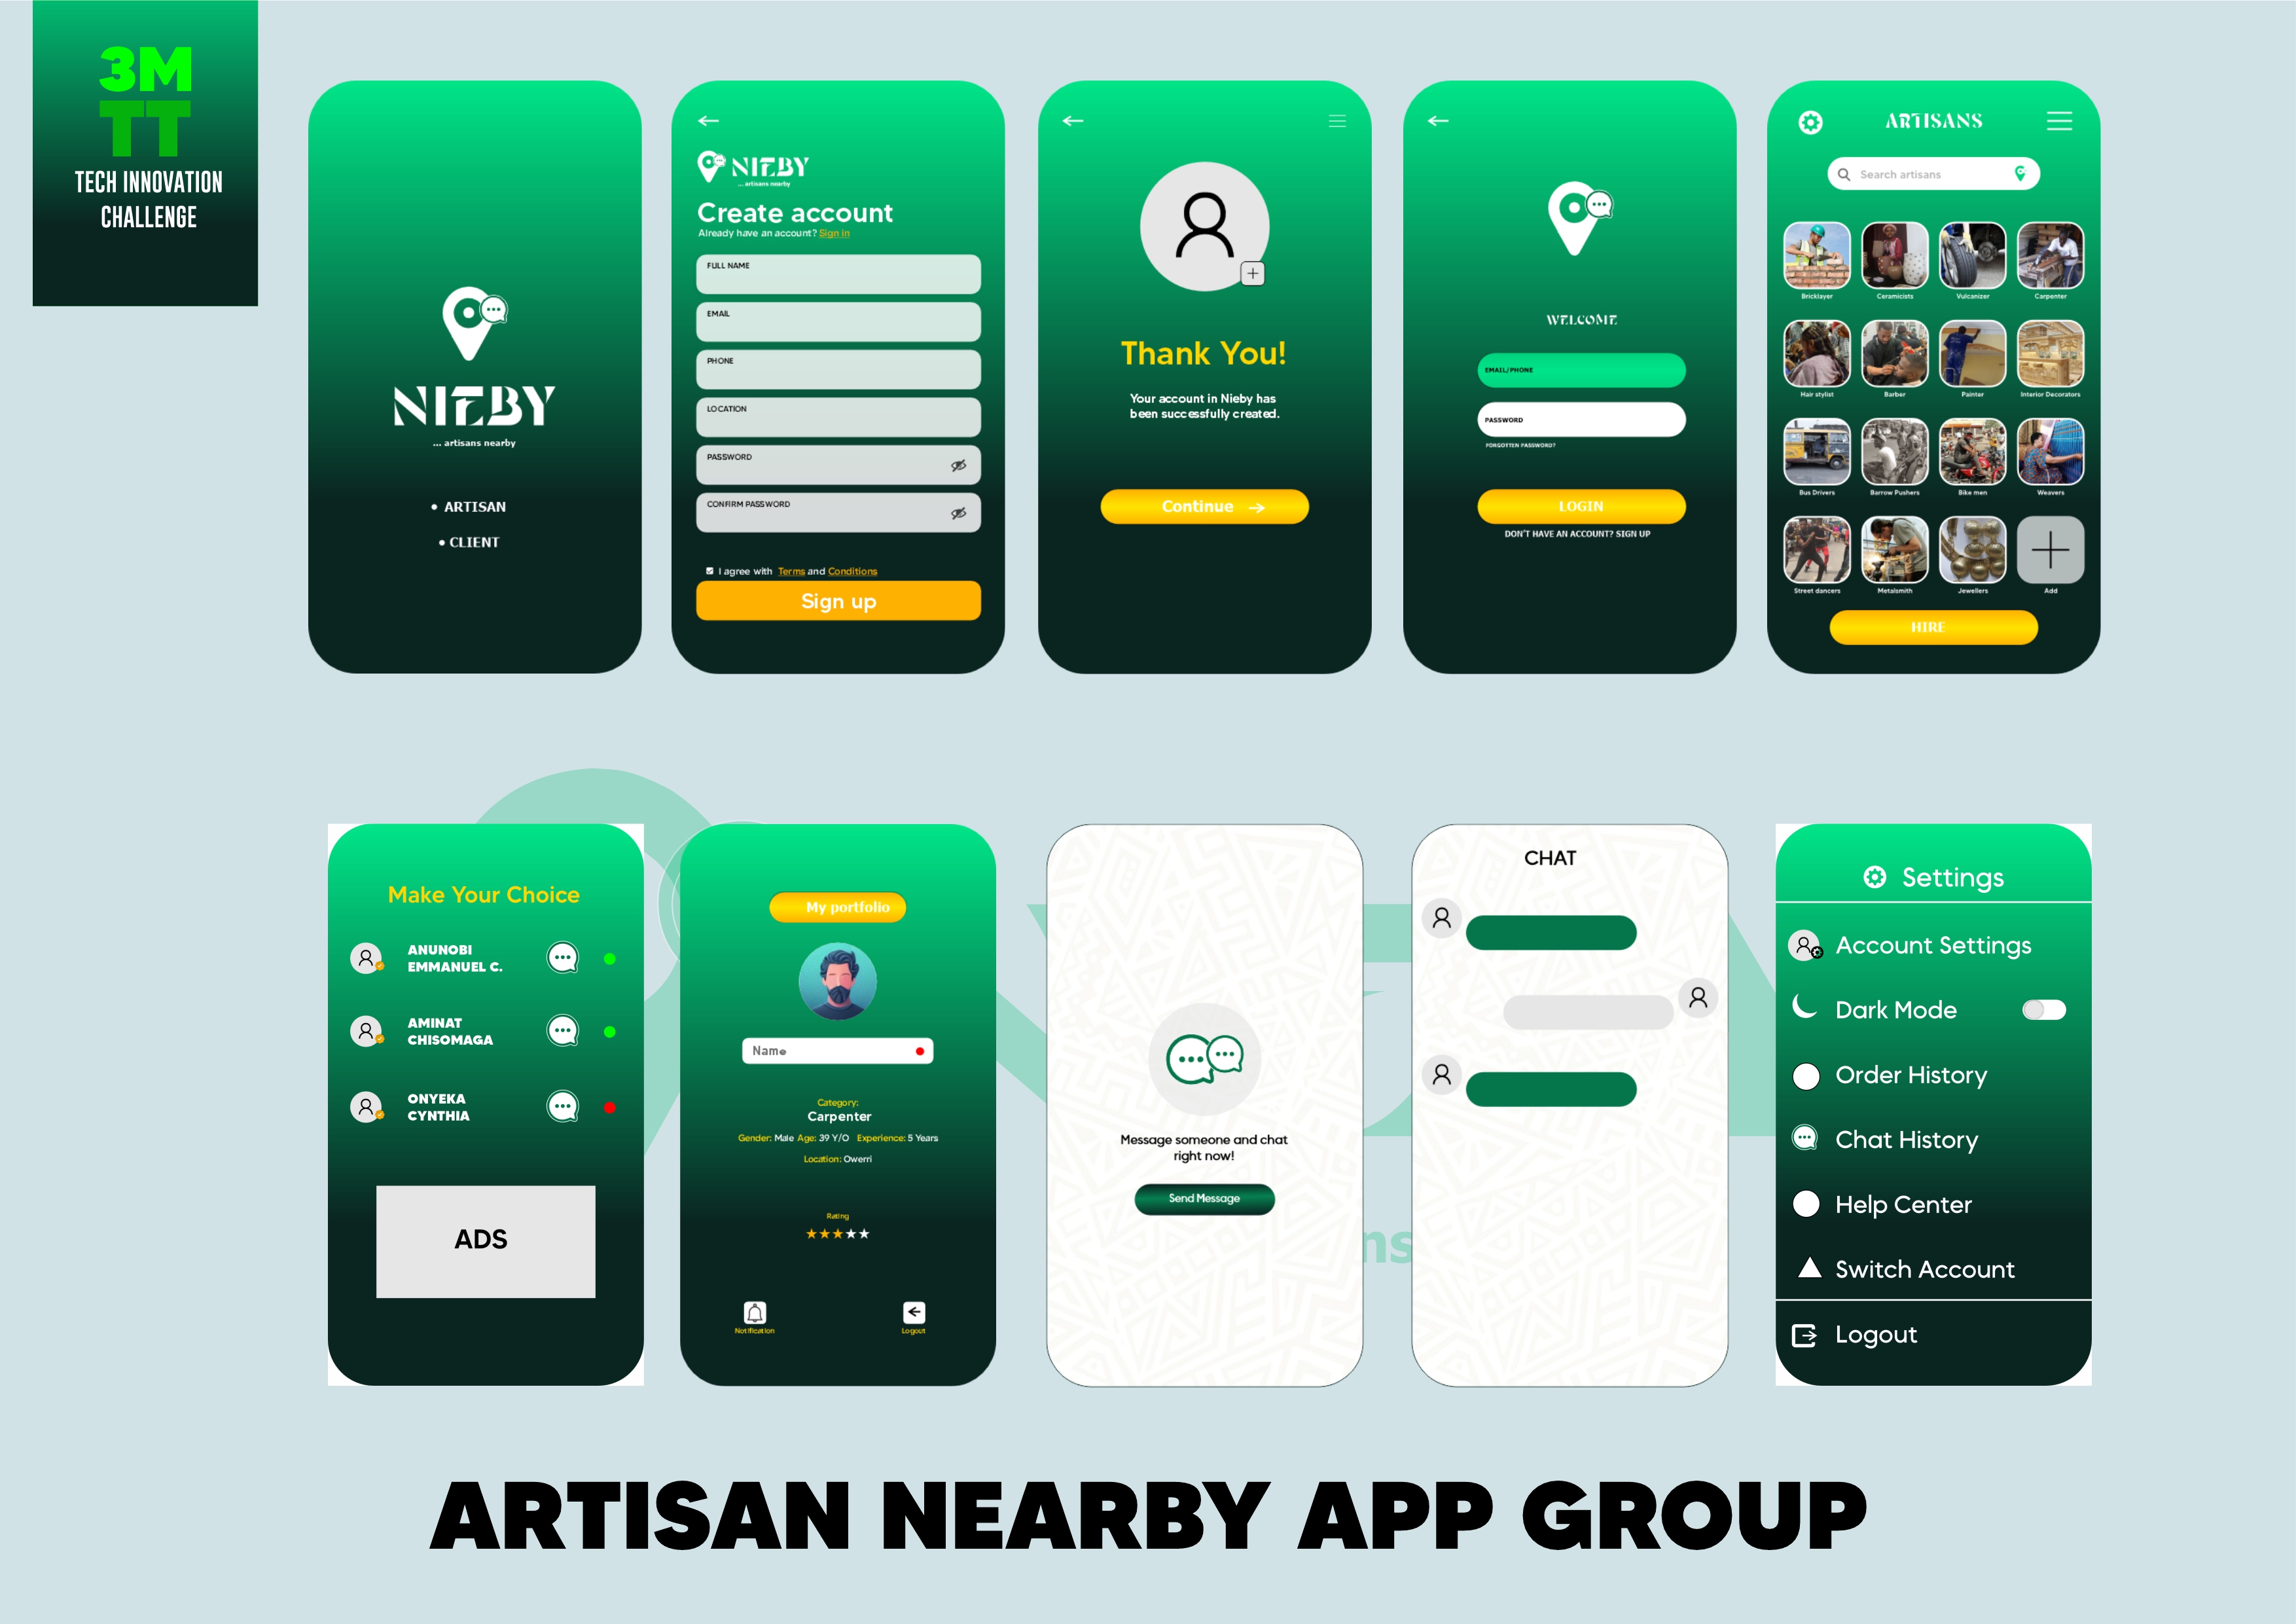 3M
TT
TECH INNOVATION
CHALLENGE
NIEBY
... artisans nearby
• ARTISAN
• CLIENT
NIEBY
... artisans nearby
Create account
Already have an account? Sign in
FULL NAME
EMAIL
PHONE
LOCATION
PASSWORD
CONFIRM PASSWORD
I agree with Terms and Conditions
Sign up
Thank You!
Your account in Nieby has
been successfully created.
Continue
WELCOME
EMAIL/PHONE
PASSWORD
FORGOTTEN PASSWORD?
LOGIN
DON'T HAVE AN ACCOUNT? SIGN UP
ARTISANS
Search artisans
Bricklayer Ceramicists Vulcanizer Carpenter
Hair stylist Barber Painter Interior Decorators
Bus Drivers Barrow Pushers Bike men Weavers
Street dancers Metalsmith Jewellers Add
HIRE
Make Your Choice
ANUNOBI
EMMANUEL C.
AMINAT
CHISOMAGA
ONYEKA
CYNTHIA
ADS
My portfolio
Name
Category:
Carpenter
Gender: Male Age: 39 Y/O Experience: 5 Years
Location: Owerri
Rating
Notification
Logout
Message someone and chat
right now!
Send Message
ns
CHAT
Settings
Account Settings
Dark Mode
Order History
Chat History
Help Center
Switch Account
Logout
ARTISAN NEARBY APP GROUP